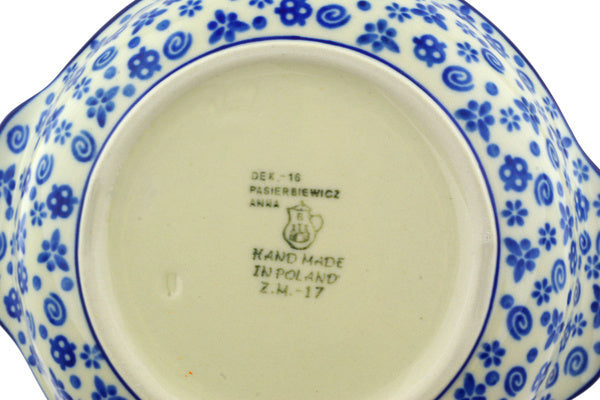 DEK.-16
PASIERBIEWICZ
ANNA
HAND MADE
IN POLAND
Z.M.-17